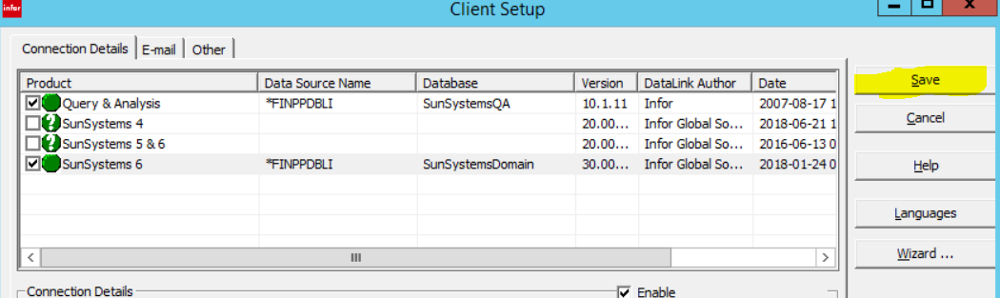 infor Client Setup
Connection Details E-mail Other
Product Data Source Name Database Version DataLink Author Date
Query & Analysis *FINPPDBLI SunSystemsQA 10.1.11 Infor 2007-08-17 1
SunSystems 4 20.00... Infor Global So... 2018-06-21 1
SunSystems 5 & 6 20.00... Infor Global So... 2016-06-13 0
SunSystems 6 *FINPPDBLI SunSystemsDomain 30.00... Infor Global So... 2018-01-24 0
Save
Cancel
Help
Languages
Wizard ...
Connection Details Enable